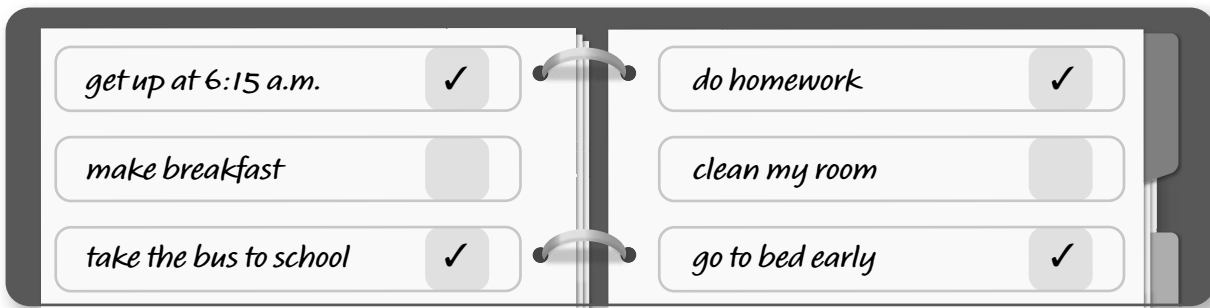 get up at 6:15 a.m. ✓
make breakfast
take the bus to school ✓
do homework ✓
clean my room
go to bed early ✓